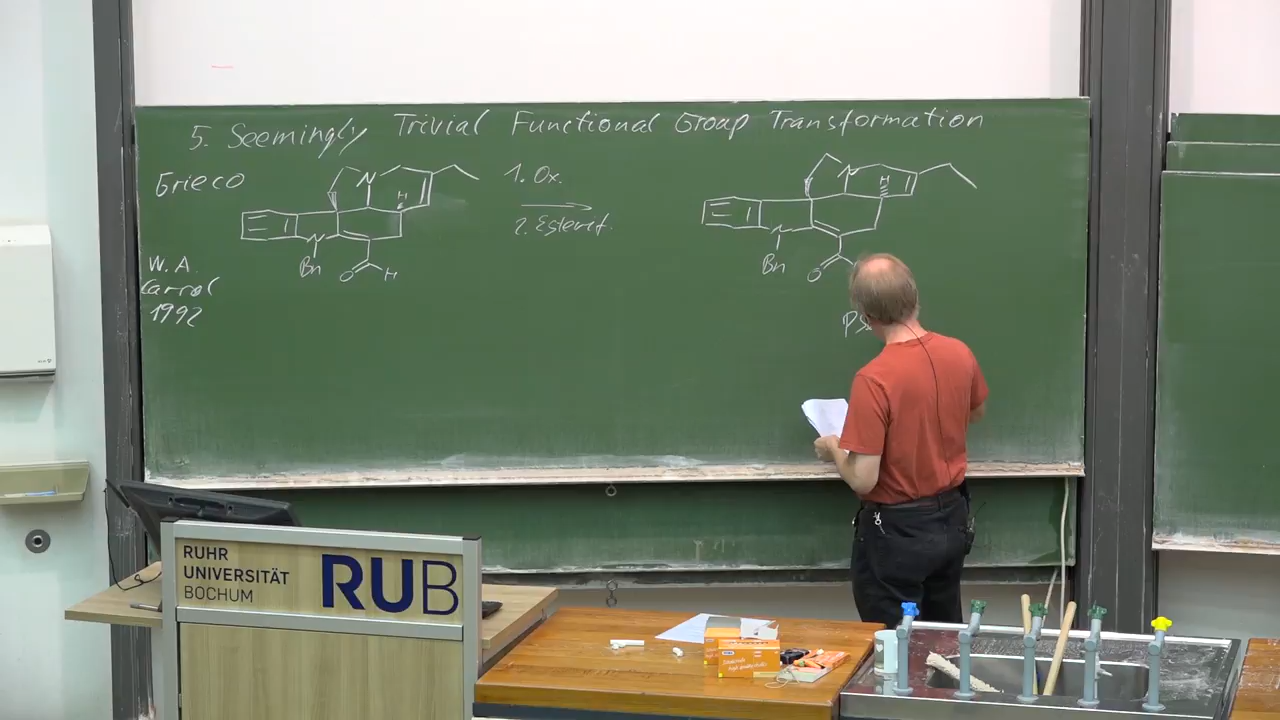 5. Seemingly Trivial Functional Group Transformation
Grieco
W. A.
Carrol
1992
N
H
N
Bn
O
H
1. Ox.
2. Esterif.
N
H
N
Bn
O
RUHR
UNIVERSITÄT
BOCHUM
RUB